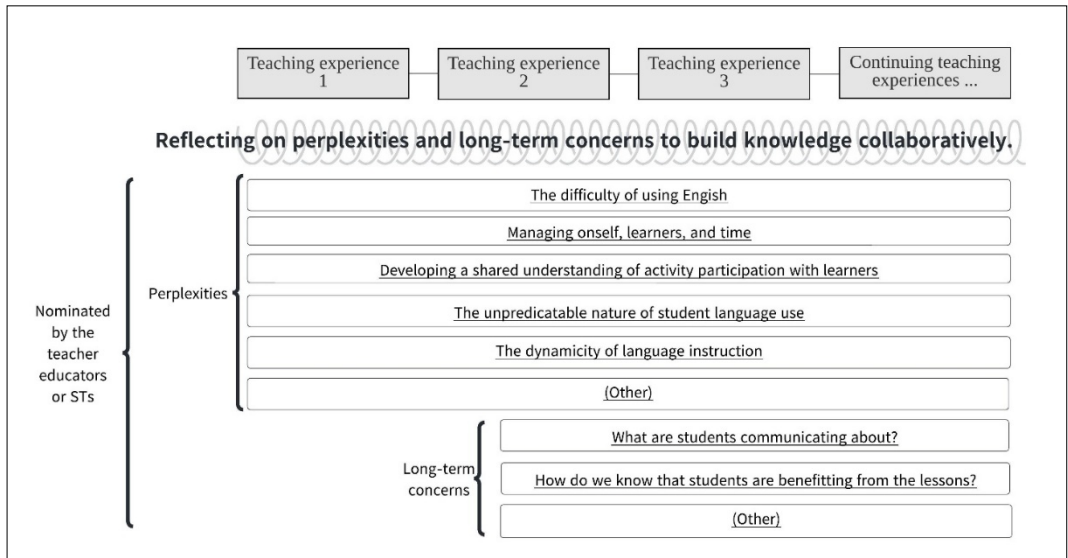 Teaching experience
1
Teaching experience
2
Teaching experience
3
Continuing teaching
experiences ...
Reflecting on perplexities and long-term concerns to build knowledge collaboratively.
The difficulty of using Engish
Managing onself, learners, and time
Developing a shared understanding of activity participation with learners
Perplexities
The unpredicatable nature of student language use
Nominated
by the
teacher
educators
or STs
The dynamicity of language instruction
(Other)
What are students communicating about?
Long-term
concerns
How do we know that students are benefitting from the lessons?
(Other)